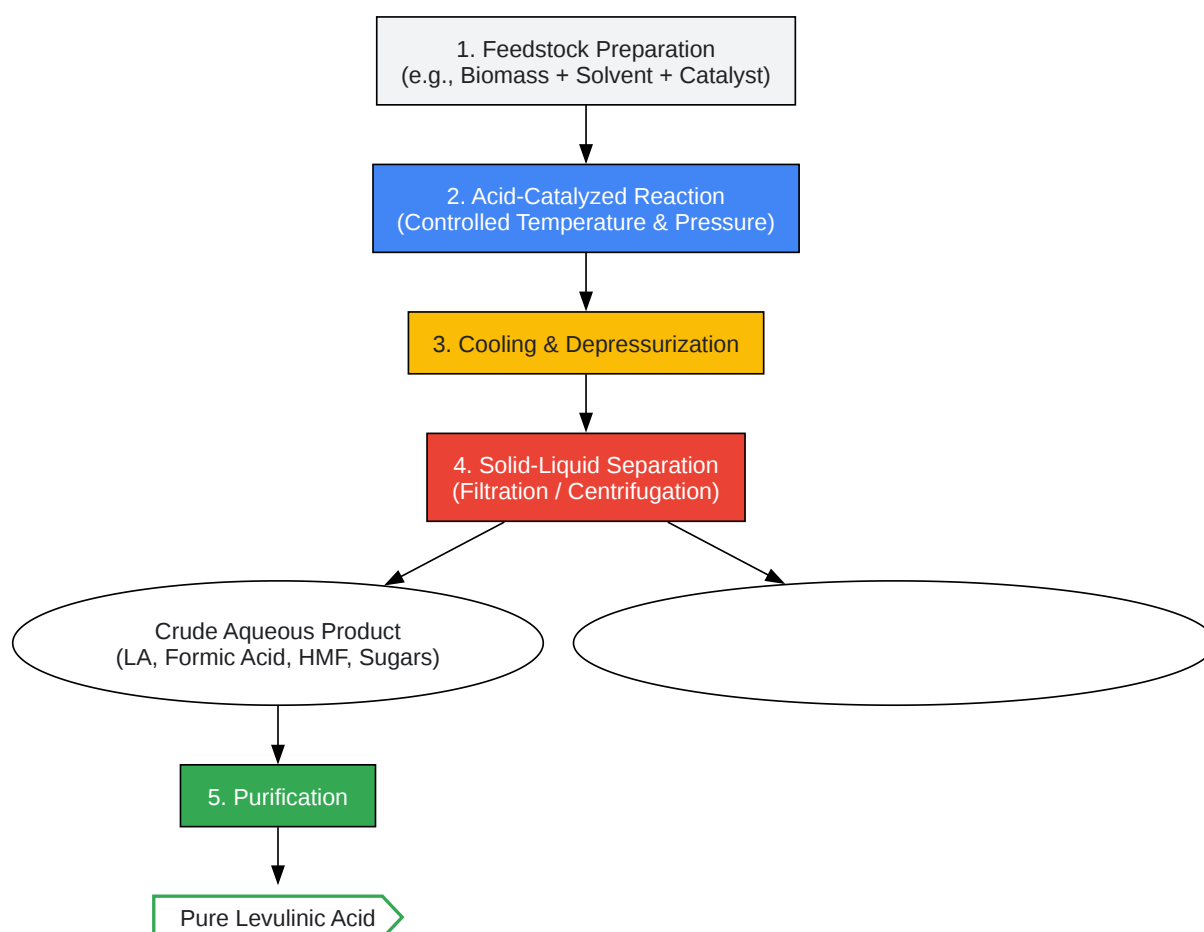 1. Feedstock Preparation
(e.g., Biomass + Solvent + Catalyst)
2. Acid-Catalyzed Reaction
(Controlled Temperature & Pressure)
3. Cooling & Depressurization
4. Solid-Liquid Separation
(Filtration / Centrifugation)
Crude Aqueous Product
(LA, Formic Acid, HMF, Sugars)
5. Purification
Pure Levulinic Acid